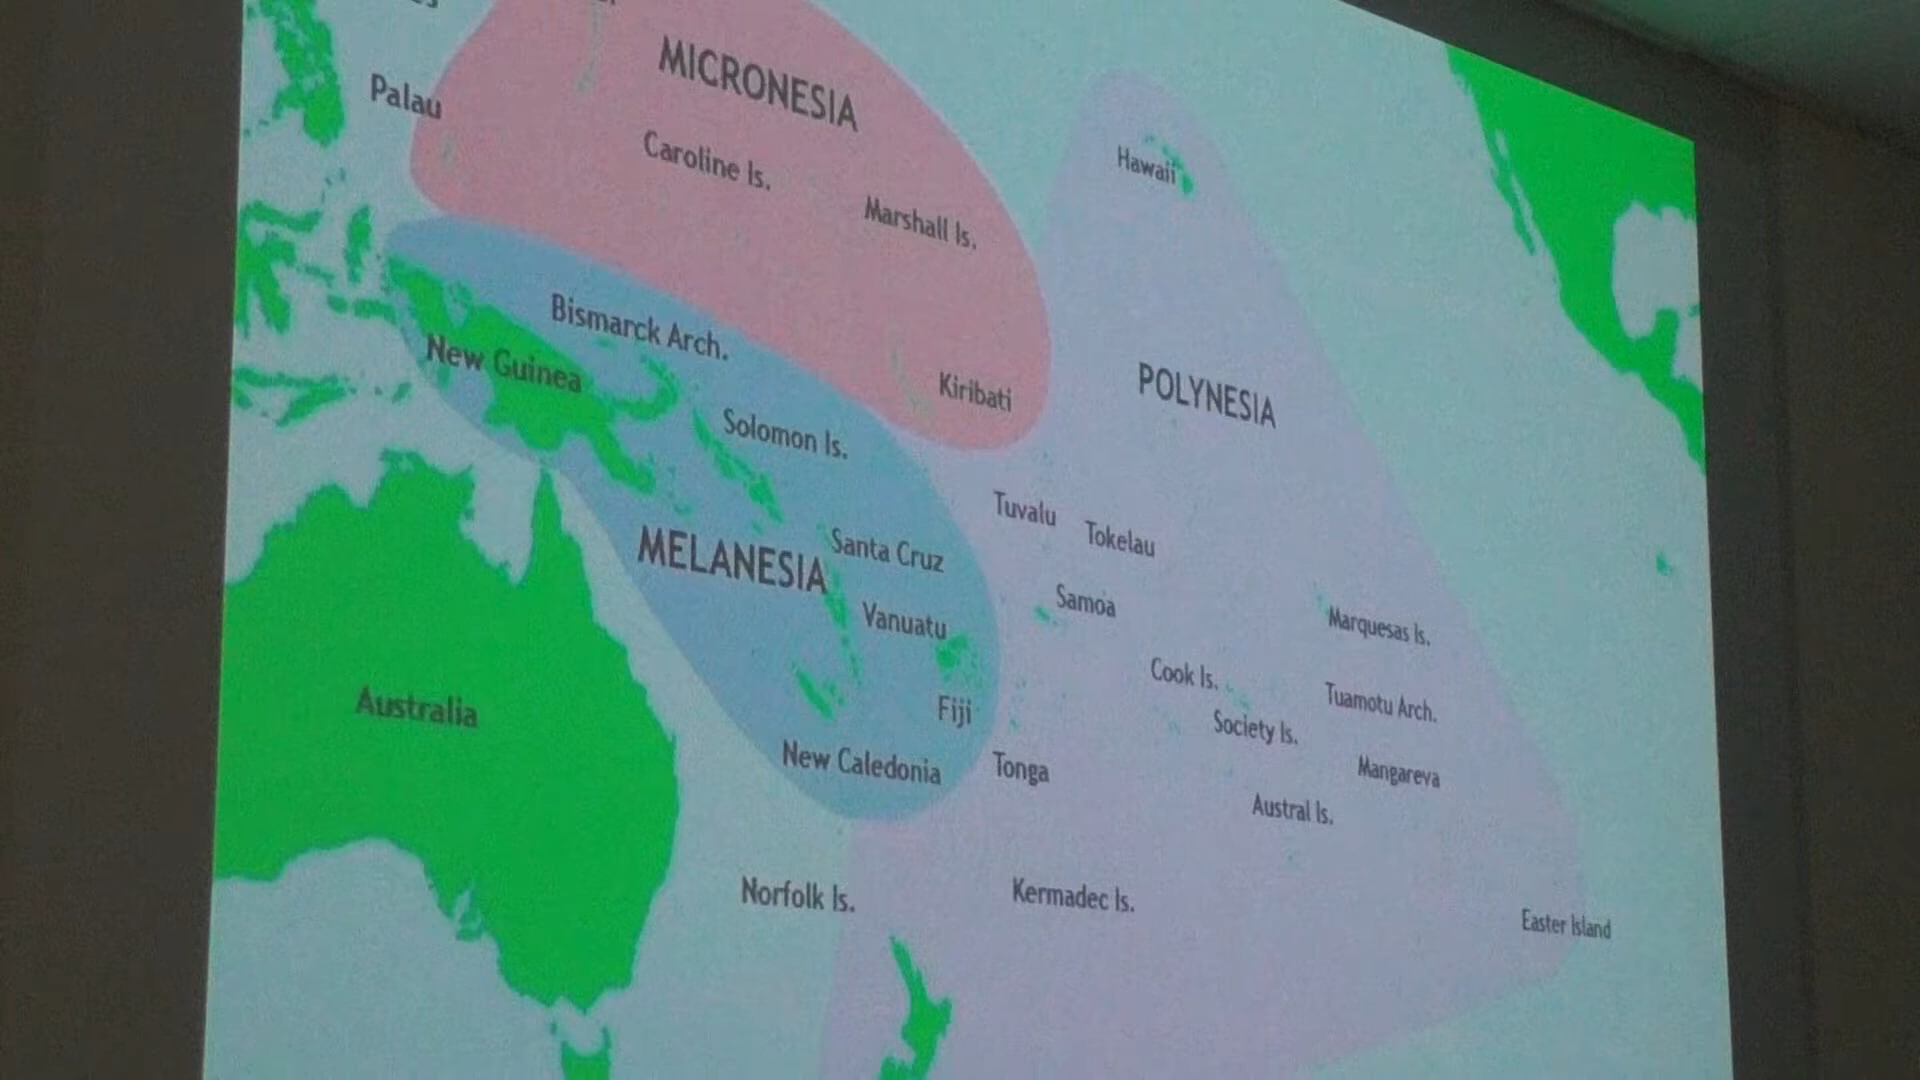 MICRONESIA
Palau
Caroline Is.
Hawaii
Marshall Is.
Bismarck Arch.
New Guinea
Kiribati
POLYNESIA
Solomon Is.
Tuvalu
Tokelau
MELANESIA
Santa Cruz
Samoa
Vanuatu
Marquesas Is.
Cook Is.
Australia
Fiji
Tuamotu Arch.
Society Is.
New Caledonia
Tonga
Mangareva
Austral Is.
Norfolk Is.
Kermadec Is.
Easter Island